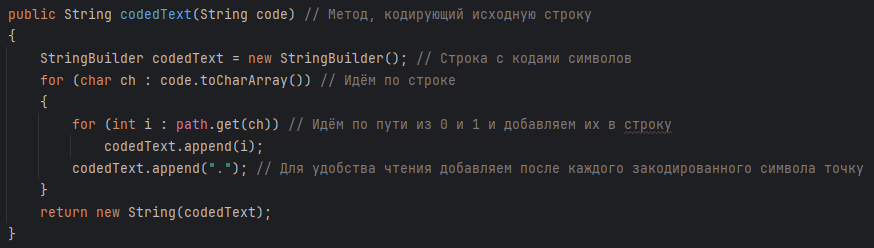 public String codedText(String code) // Метод, кодирующий исходную строку
{
    StringBuilder codedText = new StringBuilder(); // Строка с кодами символов
    for (char ch : code.toCharArray()) // Идём по строке
    {
        for (int i : path.get(ch)) // Идём по пути из 0 и 1 и добавляем их в строку
            codedText.append(i);
        codedText.append("."); // Для удобства чтения добавляем после каждого закодированного символа точку
    }
    return new String(codedText);
}